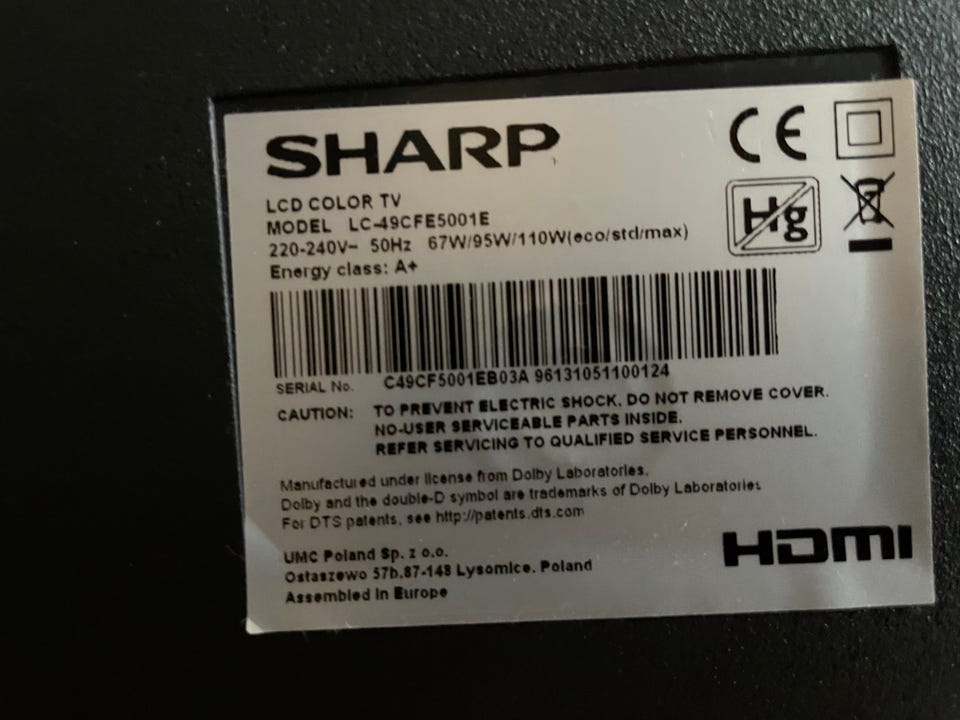 SHARP
CE
LCD COLOR TV
MODEL LC-49CFE5001E
Hg
220-240V~ 50Hz 67W/95W/110W(eco/std/max)
Energy class: A+
SERIAL No. C49CF5001EB03A 96131051100124
CAUTION: TO PREVENT ELECTRIC SHOCK, DO NOT REMOVE COVER.
NO-USER SERVICEABLE PARTS INSIDE.
REFER SERVICING TO QUALIFIED SERVICE PERSONNEL.
Manufactured under license from Dolby Laboratories.
Dolby and the double-D symbol are trademarks of Dolby Laboratories
For DTS patents, see http://patents.dts.com
HDMI
UMC Poland Sp. z o.o.
Ostaszewo 57b,87-148 Lysomice, Poland
Assembled in Europe